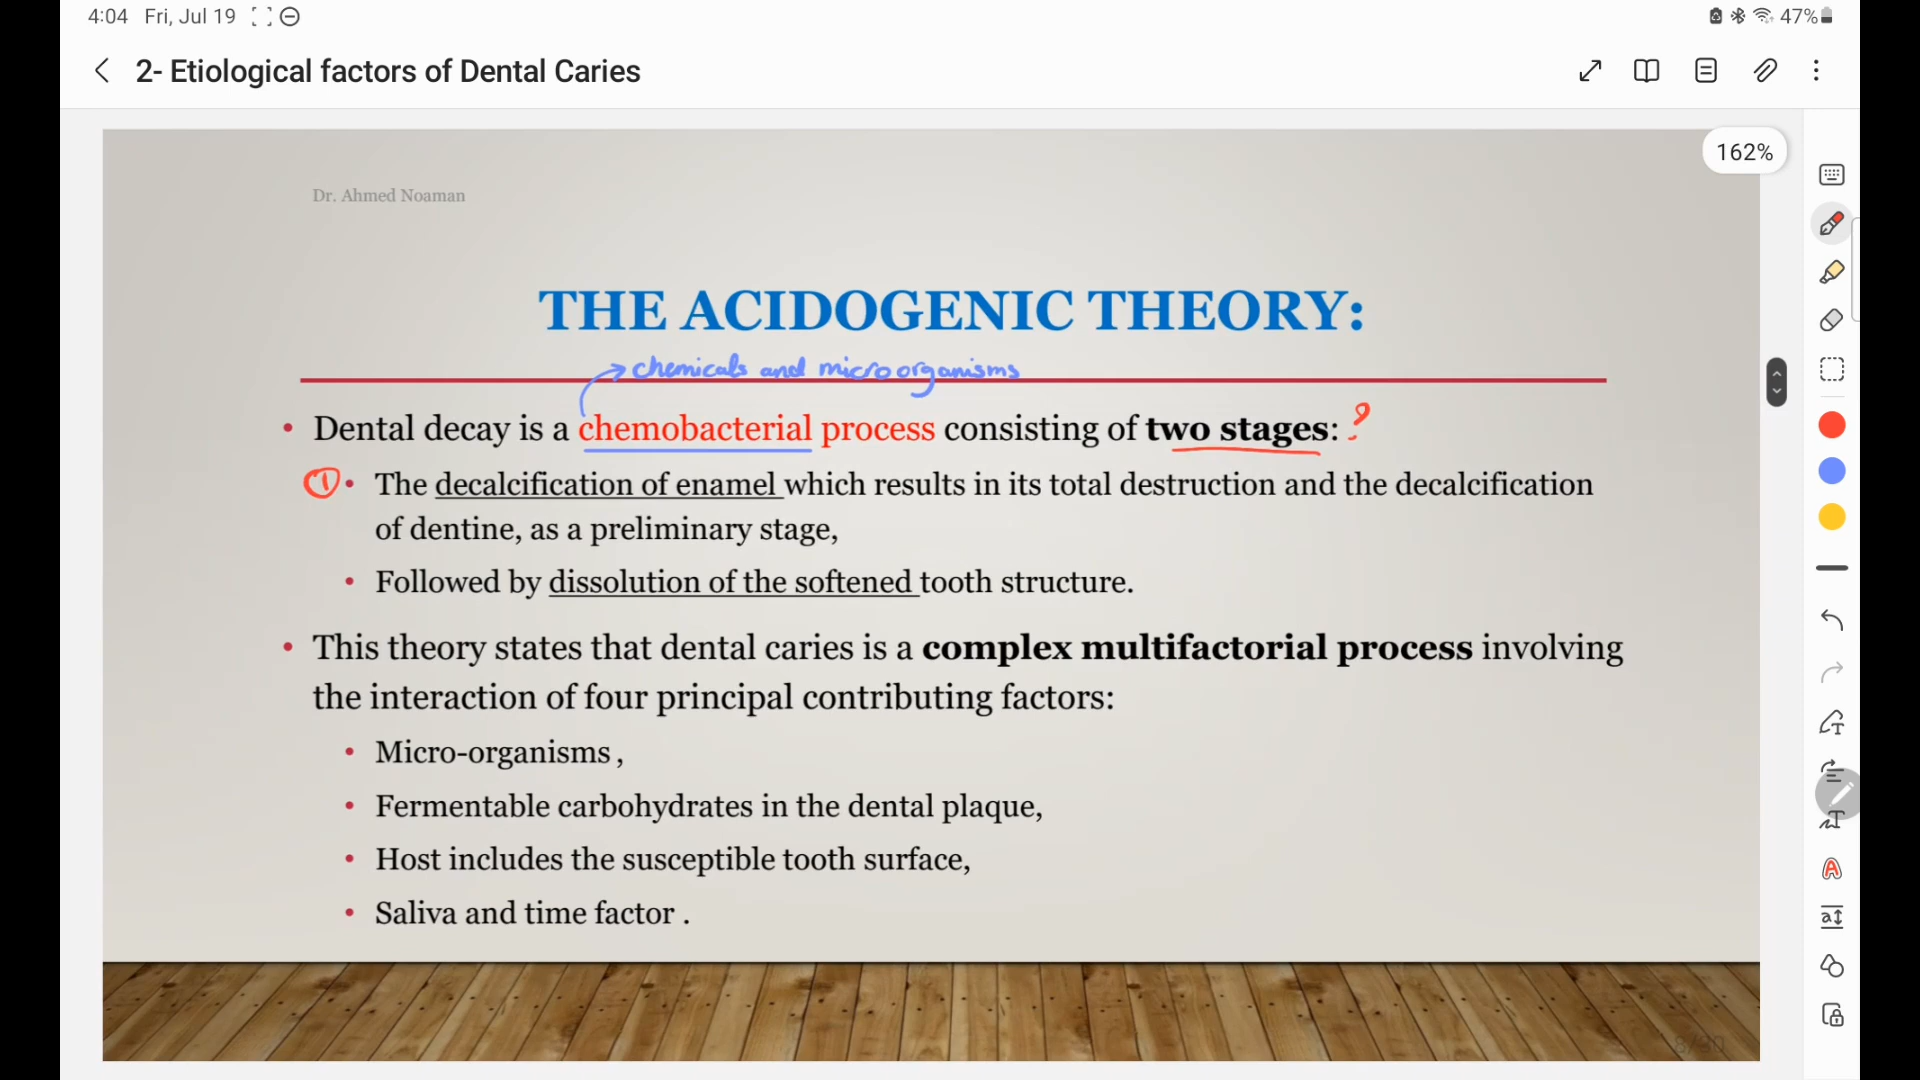 4:04 Fri, Jul 19
47%
2- Etiological factors of Dental Caries
162%
Dr. Ahmed Noaman
THE ACIDOGENIC THEORY:
chemicals and microorganisms
• Dental decay is a chemobacterial process consisting of two stages: ?
① • The decalcification of enamel which results in its total destruction and the decalcification
of dentine, as a preliminary stage,
• Followed by dissolution of the softened tooth structure.
• This theory states that dental caries is a complex multifactorial process involving
the interaction of four principal contributing factors:
• Micro-organisms ,
• Fermentable carbohydrates in the dental plaque,
• Host includes the susceptible tooth surface,
• Saliva and time factor .